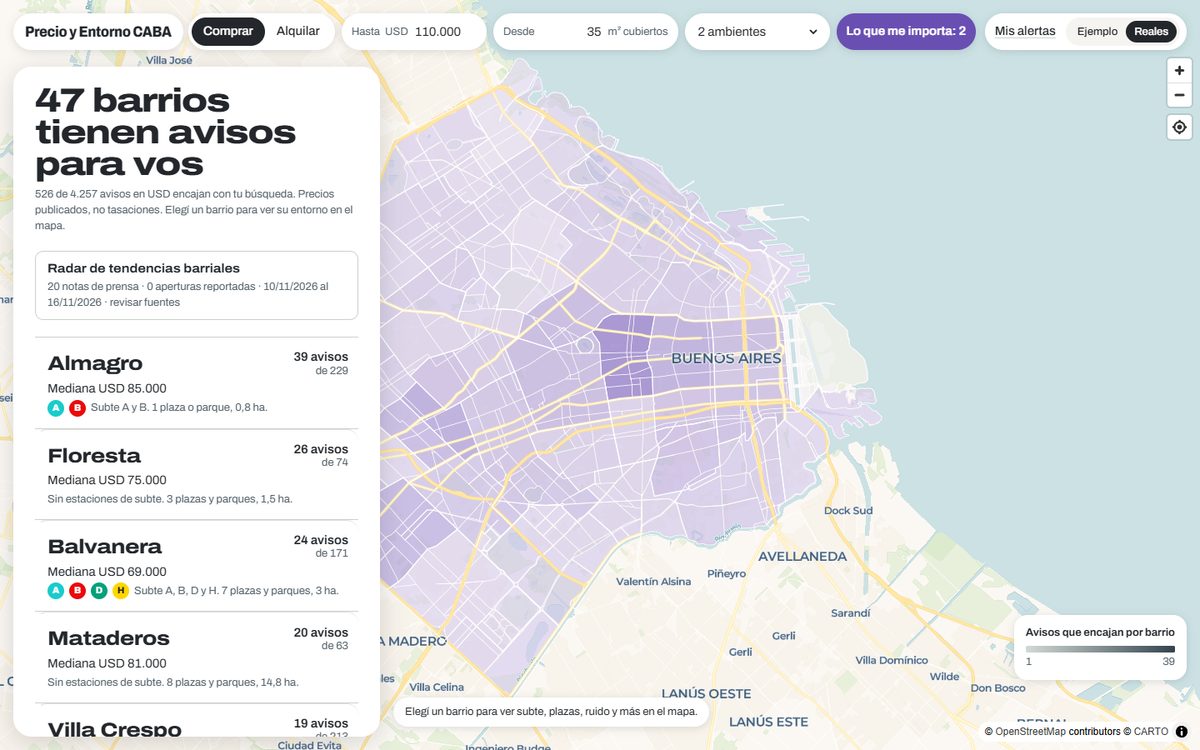 Precio y Entorno CABA
Comprar
Alquilar
Hasta USD 110.000
Desde 35 m² cubiertos
2 ambientes
Lo que me importa: 2
Mis alertas
Ejemplo
Reales
Villa José
47 barrios
tienen avisos
para vos
526 de 4.257 avisos en USD encajan con tu búsqueda. Precios
publicados, no tasaciones. Elegí un barrio para ver su entorno en el
mapa.
Radar de tendencias barriales
20 notas de prensa · 0 aperturas reportadas · 10/11/2026 al
16/11/2026 · revisar fuentes
Almagro
39 avisos
de 229
Mediana USD 85.000
A B Subte A y B. 1 plaza o parque, 0,8 ha.
Floresta
26 avisos
de 74
Mediana USD 75.000
Sin estaciones de subte. 3 plazas y parques, 1,5 ha.
Balvanera
24 avisos
de 171
Mediana USD 69.000
A B D H Subte A, B, D y H. 7 plazas y parques, 3 ha.
Mataderos
20 avisos
de 63
Mediana USD 81.000
Sin estaciones de subte. 8 plazas y parques, 14,8 ha.
Villa Crespo
19 avisos
BUENOS AIRES
Dock Sud
AVELLANEDA
Piñeyro
Valentín Alsina
Sarandí
Gerli
Gerli
Villa Domínico
Wilde
Don Bosco
A MADERO
Villa Celina
LANÚS OESTE
LANÚS ESTE
Ciudad Evita
Ingeniero Budge
Elegí un barrio para ver subte, plazas, ruido y más en el mapa.
Avisos que encajan por barrio
1
39
© OpenStreetMap contributors © CARTO